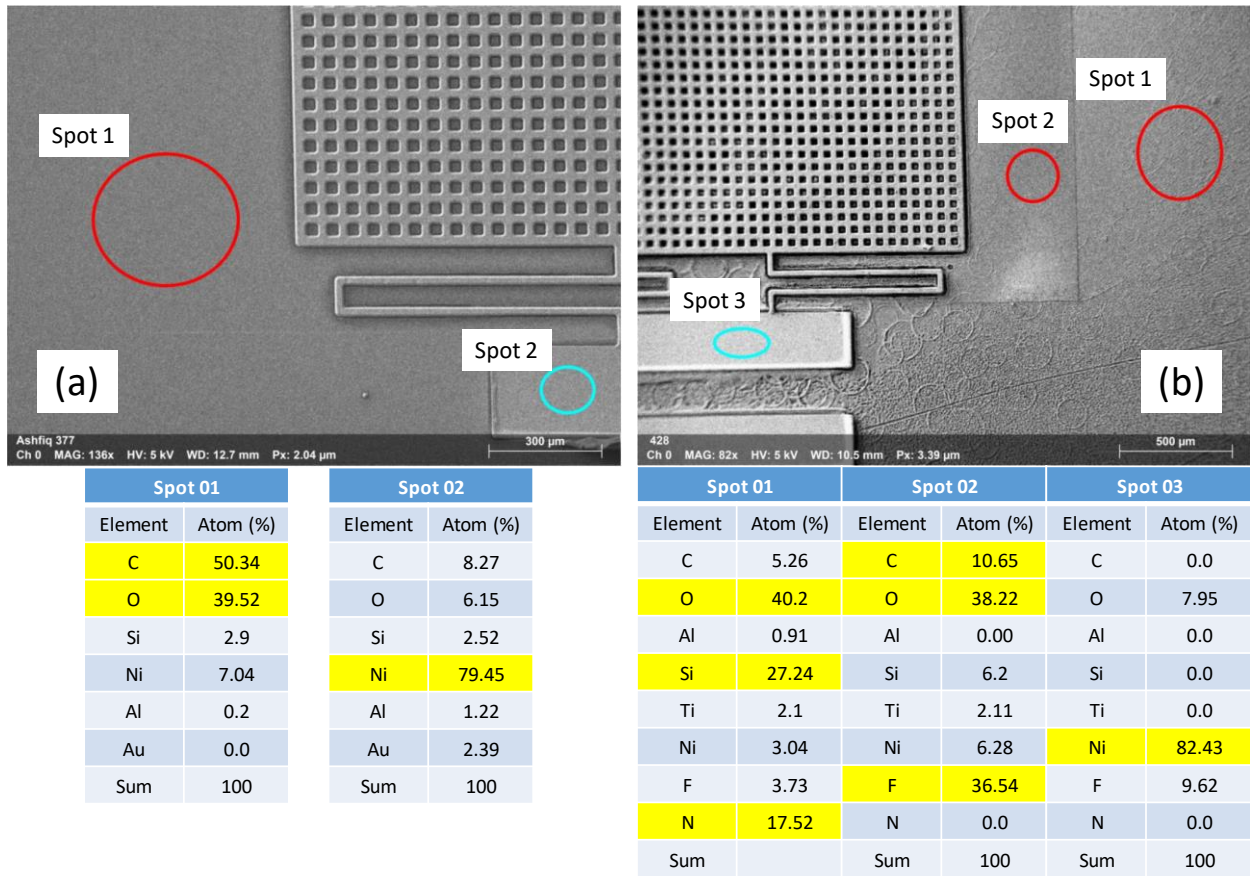 Spot 1
Spot 2
(a)
Ashfiq 377
Ch 0 MAG: 136x HV: 5 kV WD: 12.7 mm Px: 2.04 µm
300 µm
Spot 1
Spot 2
Spot 3
(b)
428
Ch 0 MAG: 82x HV: 5 kV WD: 10.5 mm Px: 3.39 µm
500 µm
Spot 01
Element Atom (%)
C 50.34
O 39.52
Si 2.9
Ni 7.04
Al 0.2
Au 0.0
Sum 100
Spot 02
Element Atom (%)
C 8.27
O 6.15
Si 2.52
Ni 79.45
Al 1.22
Au 2.39
Sum 100
Spot 01 Spot 02 Spot 03
Element Atom (%) Element Atom (%) Element Atom (%)
C 5.26 C 10.65 C 0.0
O 40.2 O 38.22 O 7.95
Al 0.91 Al 0.00 Al 0.0
Si 27.24 Si 6.2 Si 0.0
Ti 2.1 Ti 2.11 Ti 0.0
Ni 3.04 Ni 6.28 Ni 82.43
F 3.73 F 36.54 F 9.62
N 17.52 N 0.0 N 0.0
Sum Sum 100 Sum 100